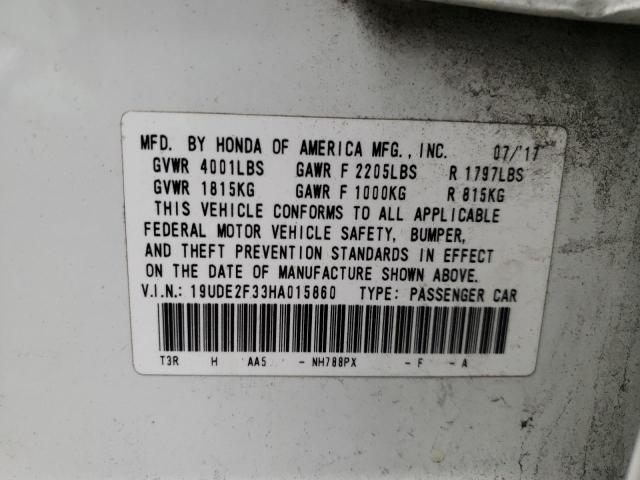 MFD. BY HONDA OF AMERICA MFG., INC. 07/'17
GVWR 4001LBS GAWR F 2205LBS R 1797LBS
GVWR 1815KG GAWR F 1000KG R 815KG
THIS VEHICLE CONFORMS TO ALL APPLICABLE
FEDERAL MOTOR VEHICLE SAFETY, BUMPER,
AND THEFT PREVENTION STANDARDS IN EFFECT
ON THE DATE OF MANUFACTURE SHOWN ABOVE.
V.I.N.: 19UDE2F33HA015860 TYPE: PASSENGER CAR
T3R H AA5 - NH788PX - F - A